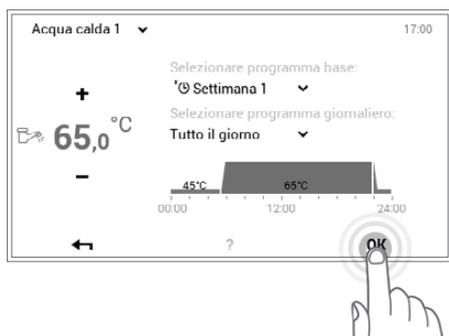 Acqua calda 1
17:00
Selezionare programma base:
Settimana 1
Selezionare programma giornaliero:
Tutto il giorno
+
65,0 °C
−
45°C 65°C
00:00 12:00 24:00
? OK